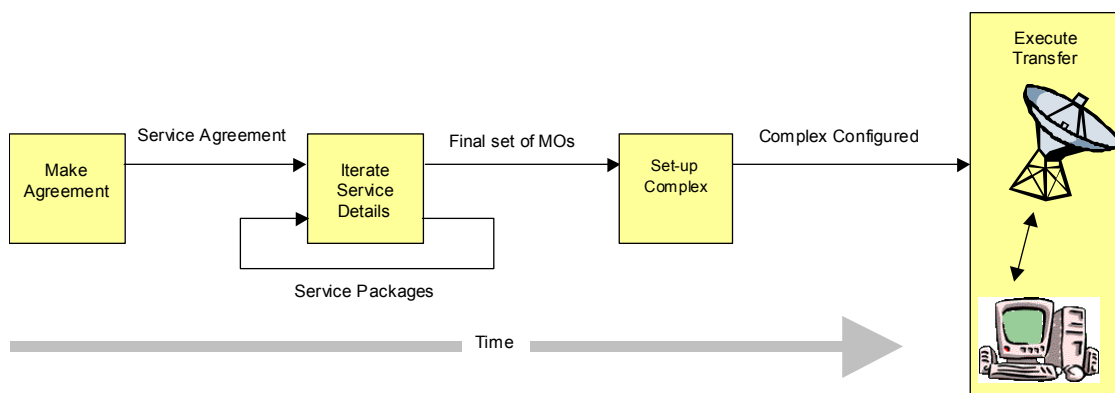 Make
Agreement
Service Agreement
Iterate
Service
Details
Service Packages
Final set of MOs
Set-up
Complex
Complex Configured
Execute
Transfer
Time